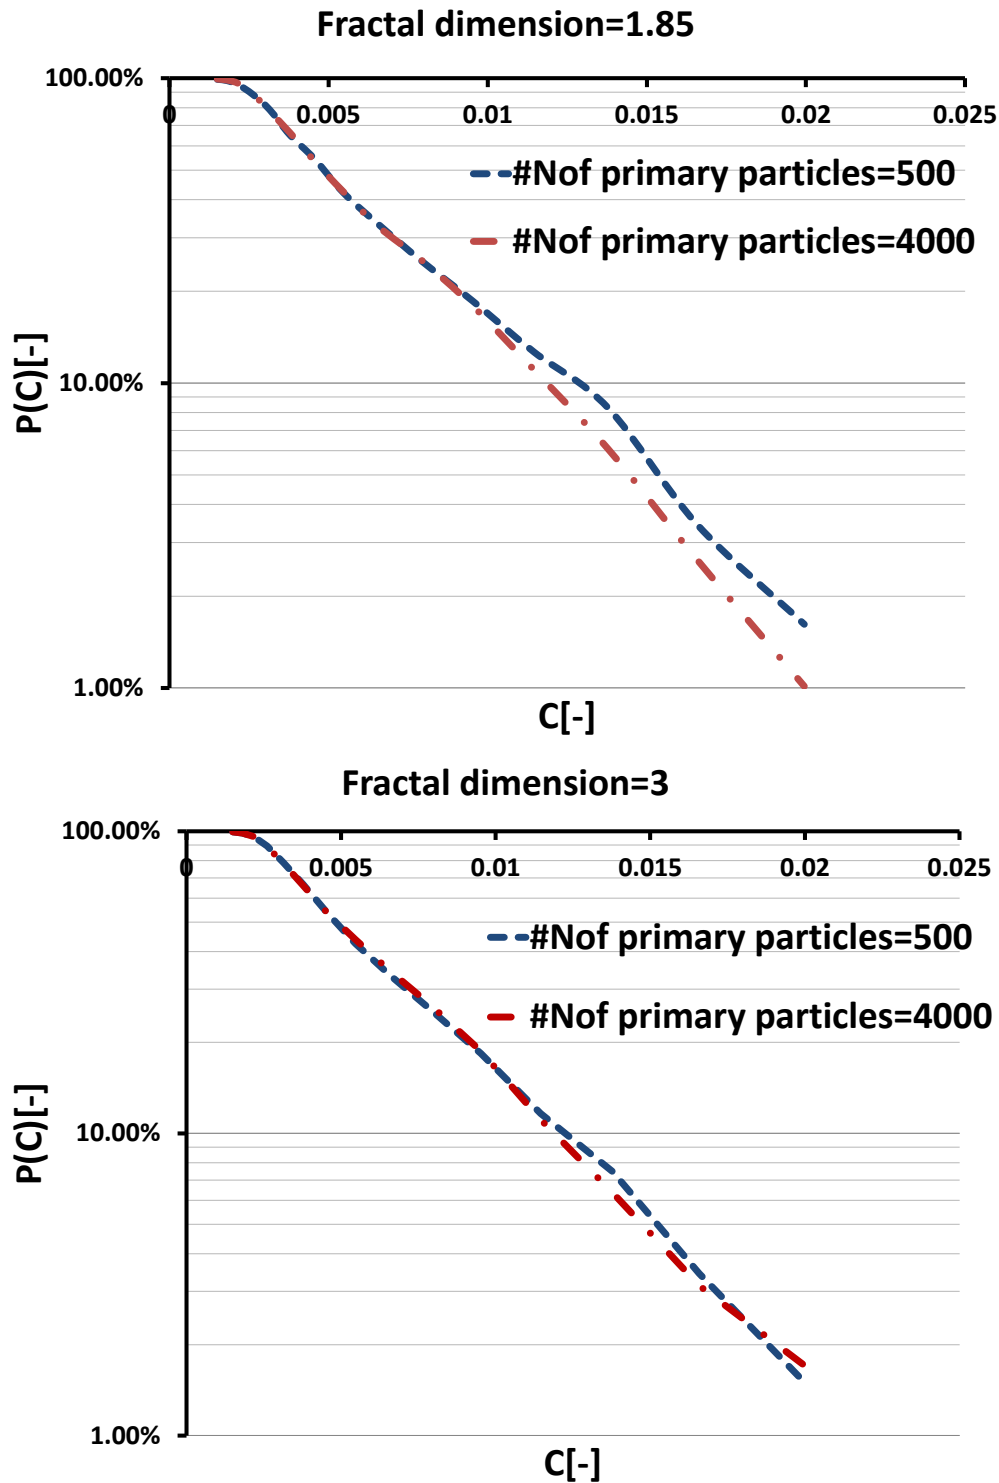 Fractal dimension=1.85
100.00%
0 0.005 0.01 0.015 0.02 0.025
#Nof primary particles=500
#Nof primary particles=4000
P(C)[-]
10.00%
1.00%
C[-]
Fractal dimension=3
100.00%
0 0.005 0.01 0.015 0.02 0.025
#Nof primary particles=500
#Nof primary particles=4000
P(C)[-]
10.00%
1.00%
C[-]